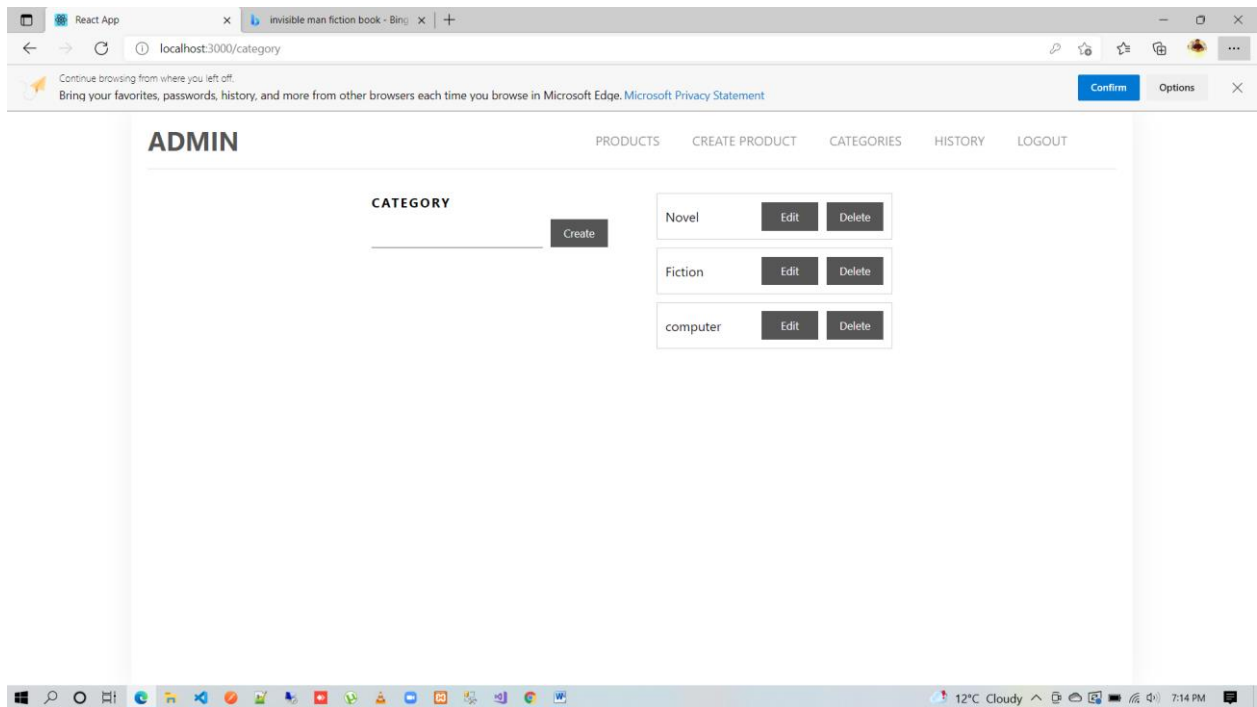 React App
invisible man fiction book - Bing
localhost:3000/category
Continue browsing from where you left off.
Bring your favorites, passwords, history, and more from other browsers each time you browse in Microsoft Edge. Microsoft Privacy Statement
Confirm
Options
ADMIN
PRODUCTS
CREATE PRODUCT
CATEGORIES
HISTORY
LOGOUT
CATEGORY
Create
Novel
Edit
Delete
Fiction
Edit
Delete
computer
Edit
Delete
12°C Cloudy
7:14 PM